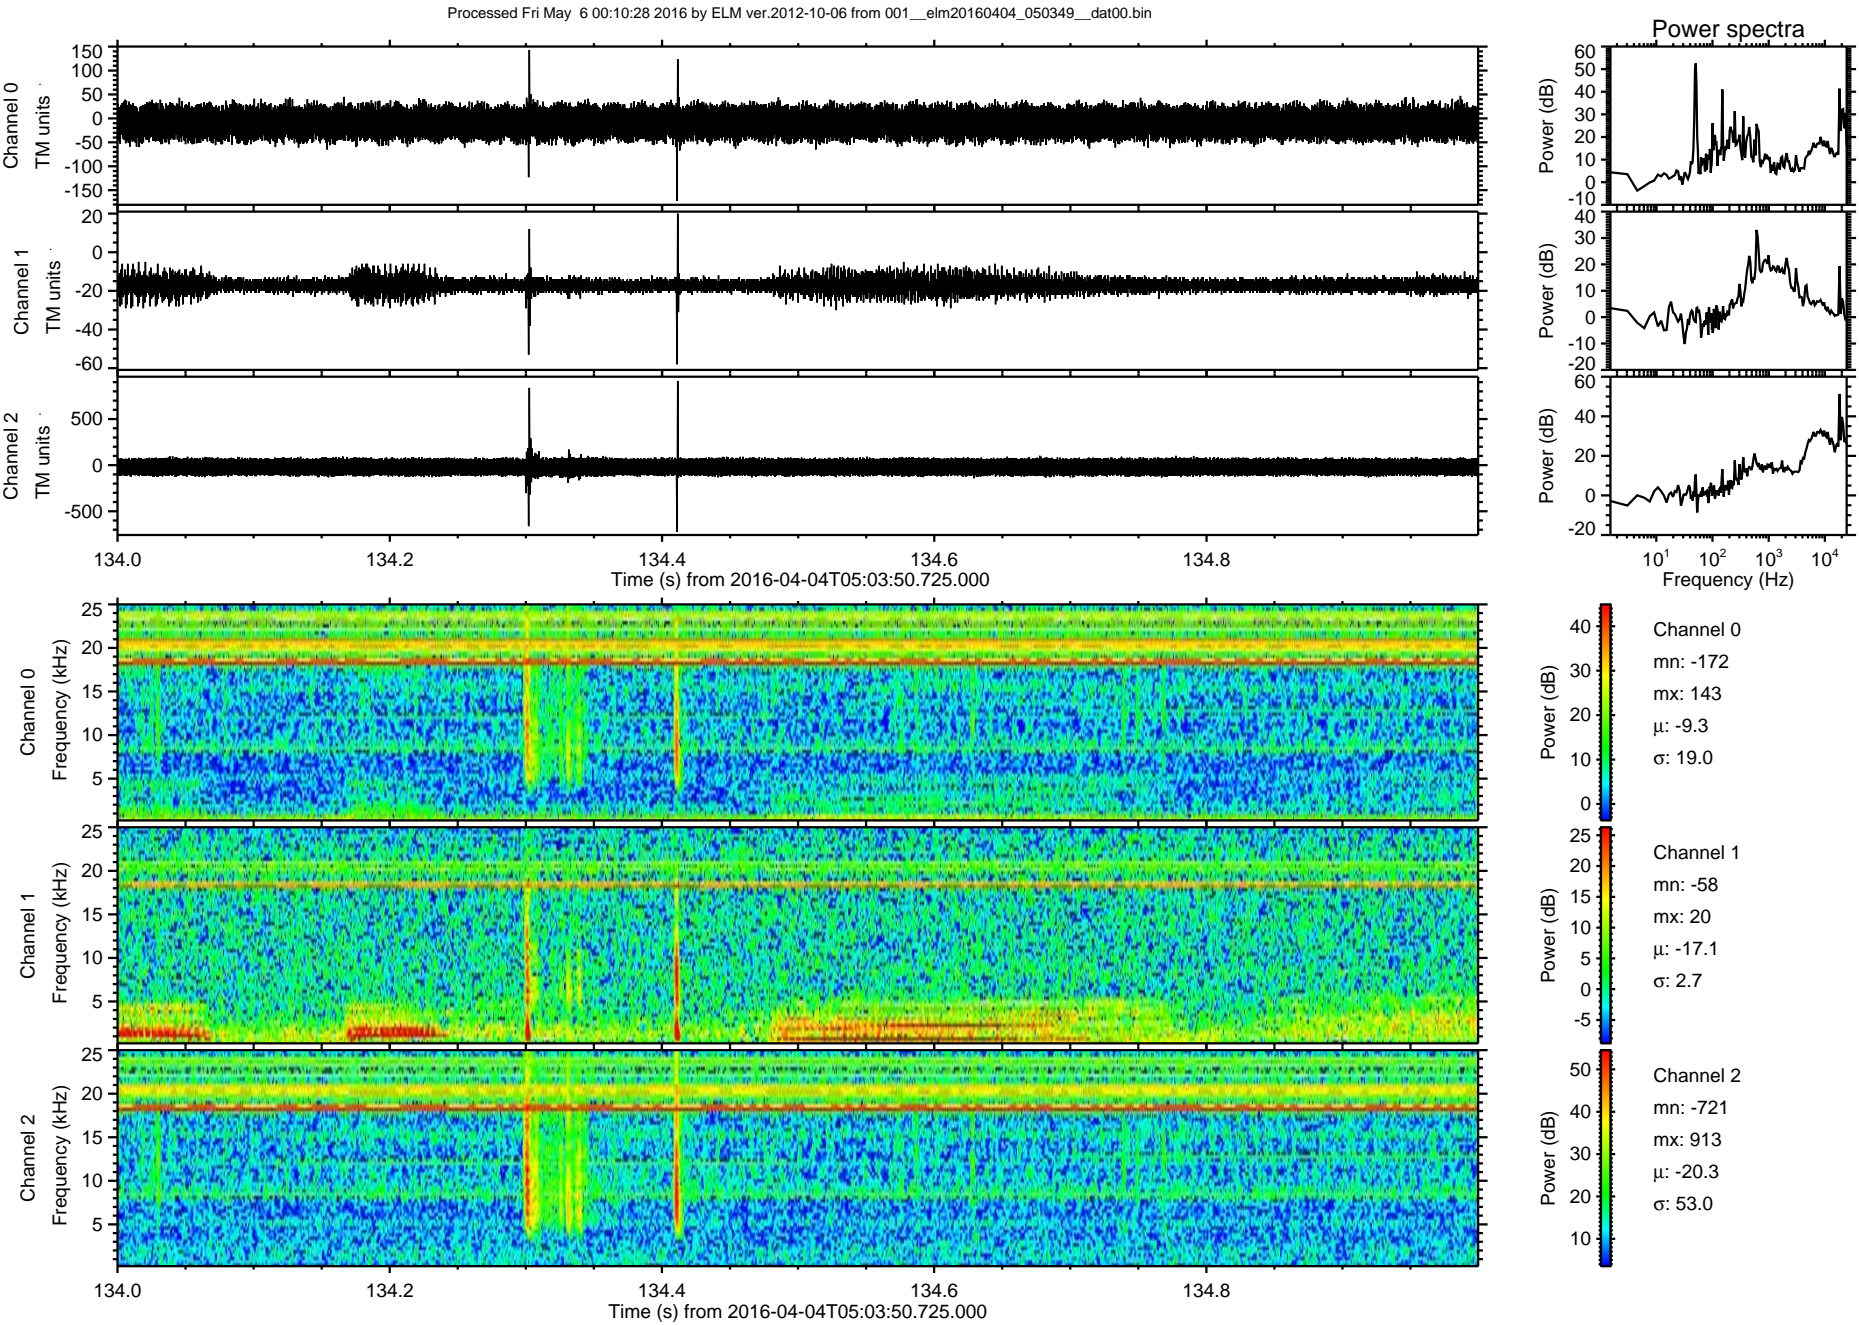 Processed Fri May  6 00:10:28 2016 by ELM ver.2012-10-06 from 001__elm20160404_050349__dat00.bin
Power spectra
Channel 0
TM units
150
100
50
0
-50
-100
-150
Power (dB)
60
50
40
30
20
10
0
-10
Channel 1
TM units
20
0
-20
-40
-60
Power (dB)
40
30
20
10
0
-10
-20
Channel 2
TM units
500
0
-500
Power (dB)
60
40
20
0
-20
134.0 134.2 134.4 134.6 134.8
Time (s) from 2016-04-04T05:03:50.725.000
10^1 10^2 10^3 10^4
Frequency (Hz)
Channel 0
Frequency (kHz)
25
20
15
10
5
Power (dB)
40
30
20
10
0
Channel 0
mn: -172
mx: 143
μ: -9.3
σ: 19.0
Channel 1
Frequency (kHz)
25
20
15
10
5
Power (dB)
25
20
15
10
5
0
-5
Channel 1
mn: -58
mx: 20
μ: -17.1
σ: 2.7
Channel 2
Frequency (kHz)
25
20
15
10
5
Power (dB)
50
40
30
20
10
Channel 2
mn: -721
mx: 913
μ: -20.3
σ: 53.0
134.0 134.2 134.4 134.6 134.8
Time (s) from 2016-04-04T05:03:50.725.000